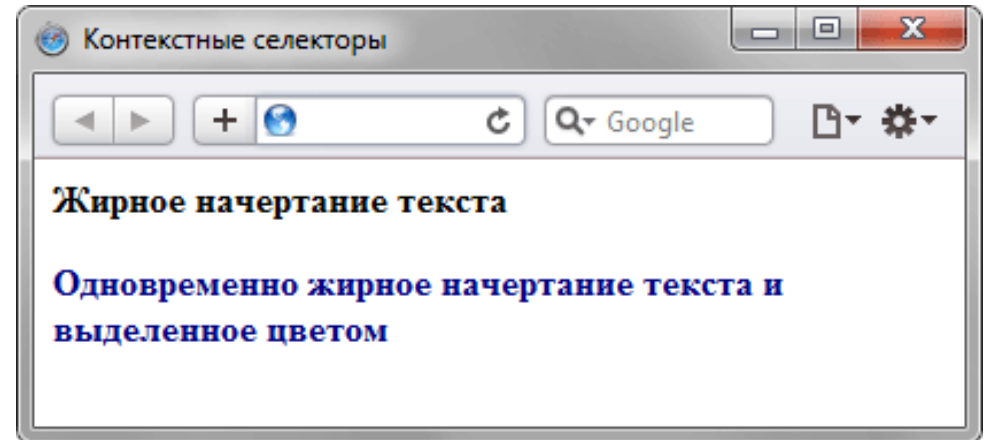 Контекстные селекторы
Google
Жирное начертание текста
Одновременно жирное начертание текста и
выделенное цветом